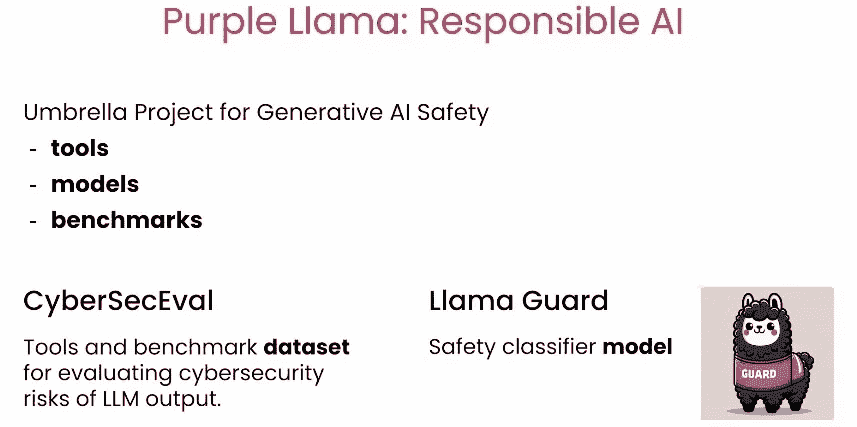 Purple Llama: Responsible AI
Umbrella Project for Generative AI Safety
- tools
- models
- benchmarks
CyberSecEval
Tools and benchmark dataset
for evaluating cybersecurity
risks of LLM output.
Llama Guard
Safety classifier model
GUARD